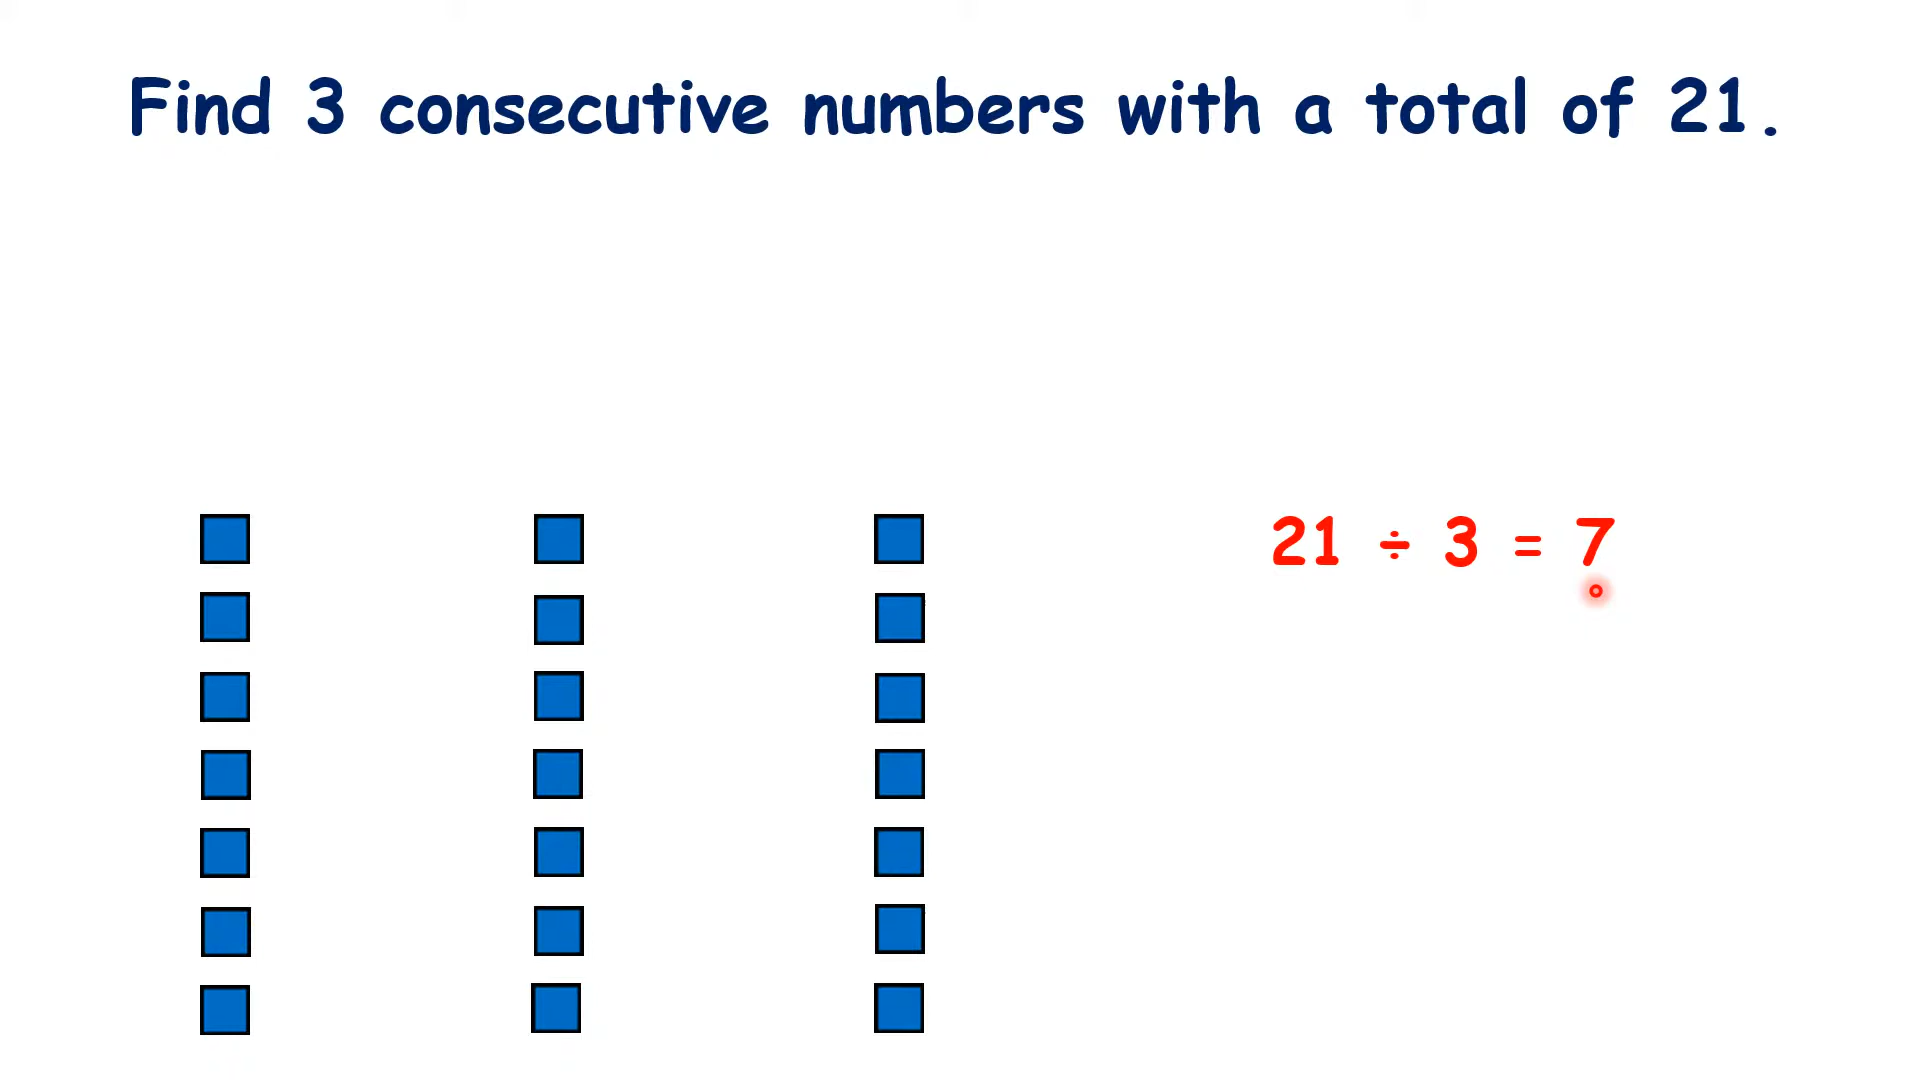 Find 3 consecutive numbers with a total of 21.
21 ÷ 3 = 7